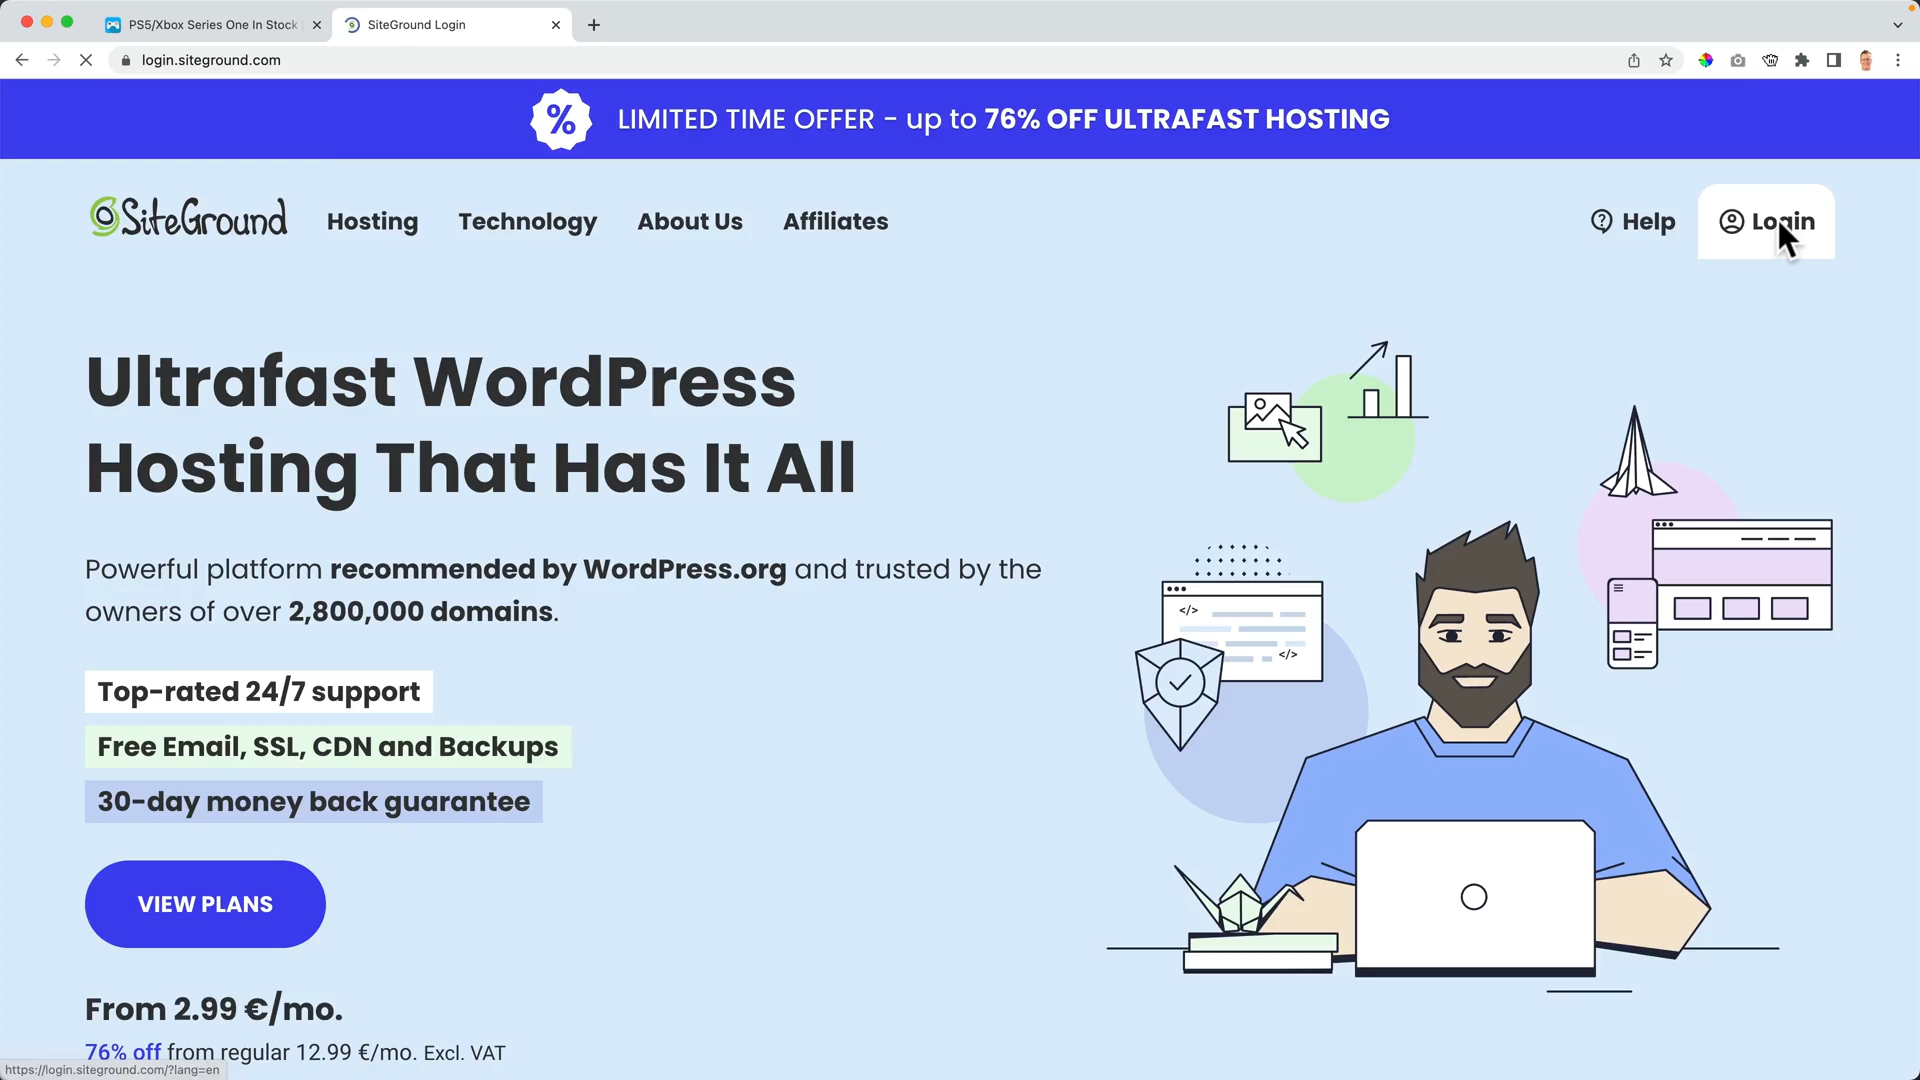 PS5/Xbox Series One In Stock
SiteGround Login
login.siteground.com
% LIMITED TIME OFFER - up to 76% OFF ULTRAFAST HOSTING
SiteGround Hosting Technology About Us Affiliates Help Login
Ultrafast WordPress
Hosting That Has It All
Powerful platform recommended by WordPress.org and trusted by the
owners of over 2,800,000 domains.
Top-rated 24/7 support
Free Email, SSL, CDN and Backups
30-day money back guarantee
VIEW PLANS
From 2.99 €/mo.
76% off from regular 12.99 €/mo. Excl. VAT
https://login.siteground.com/?lang=en